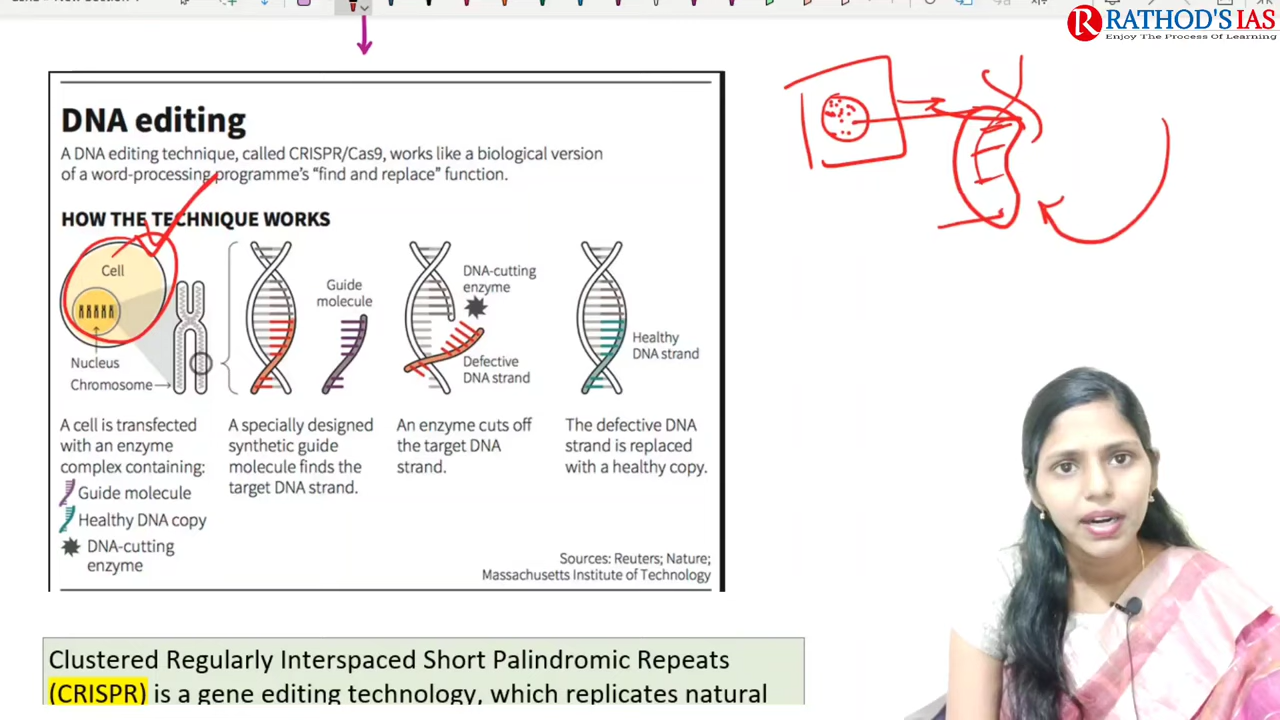 RATHOD'S IAS
Enjoy The Process Of Learning
DNA editing
A DNA editing technique, called CRISPR/Cas9, works like a biological version
of a word-processing programme's “find and replace” function.
HOW THE TECHNIQUE WORKS
Cell
Nucleus
Chromosome
Guide
molecule
DNA-cutting
enzyme
Defective
DNA strand
Healthy
DNA strand
A cell is transfected
with an enzyme
complex containing:
Guide molecule
Healthy DNA copy
DNA-cutting
enzyme
A specially designed
synthetic guide
molecule finds the
target DNA strand.
An enzyme cuts off
the target DNA
strand.
The defective DNA
strand is replaced
with a healthy copy.
Sources: Reuters; Nature;
Massachusetts Institute of Technology
Clustered Regularly Interspaced Short Palindromic Repeats
(CRISPR) is a gene editing technology, which replicates natural